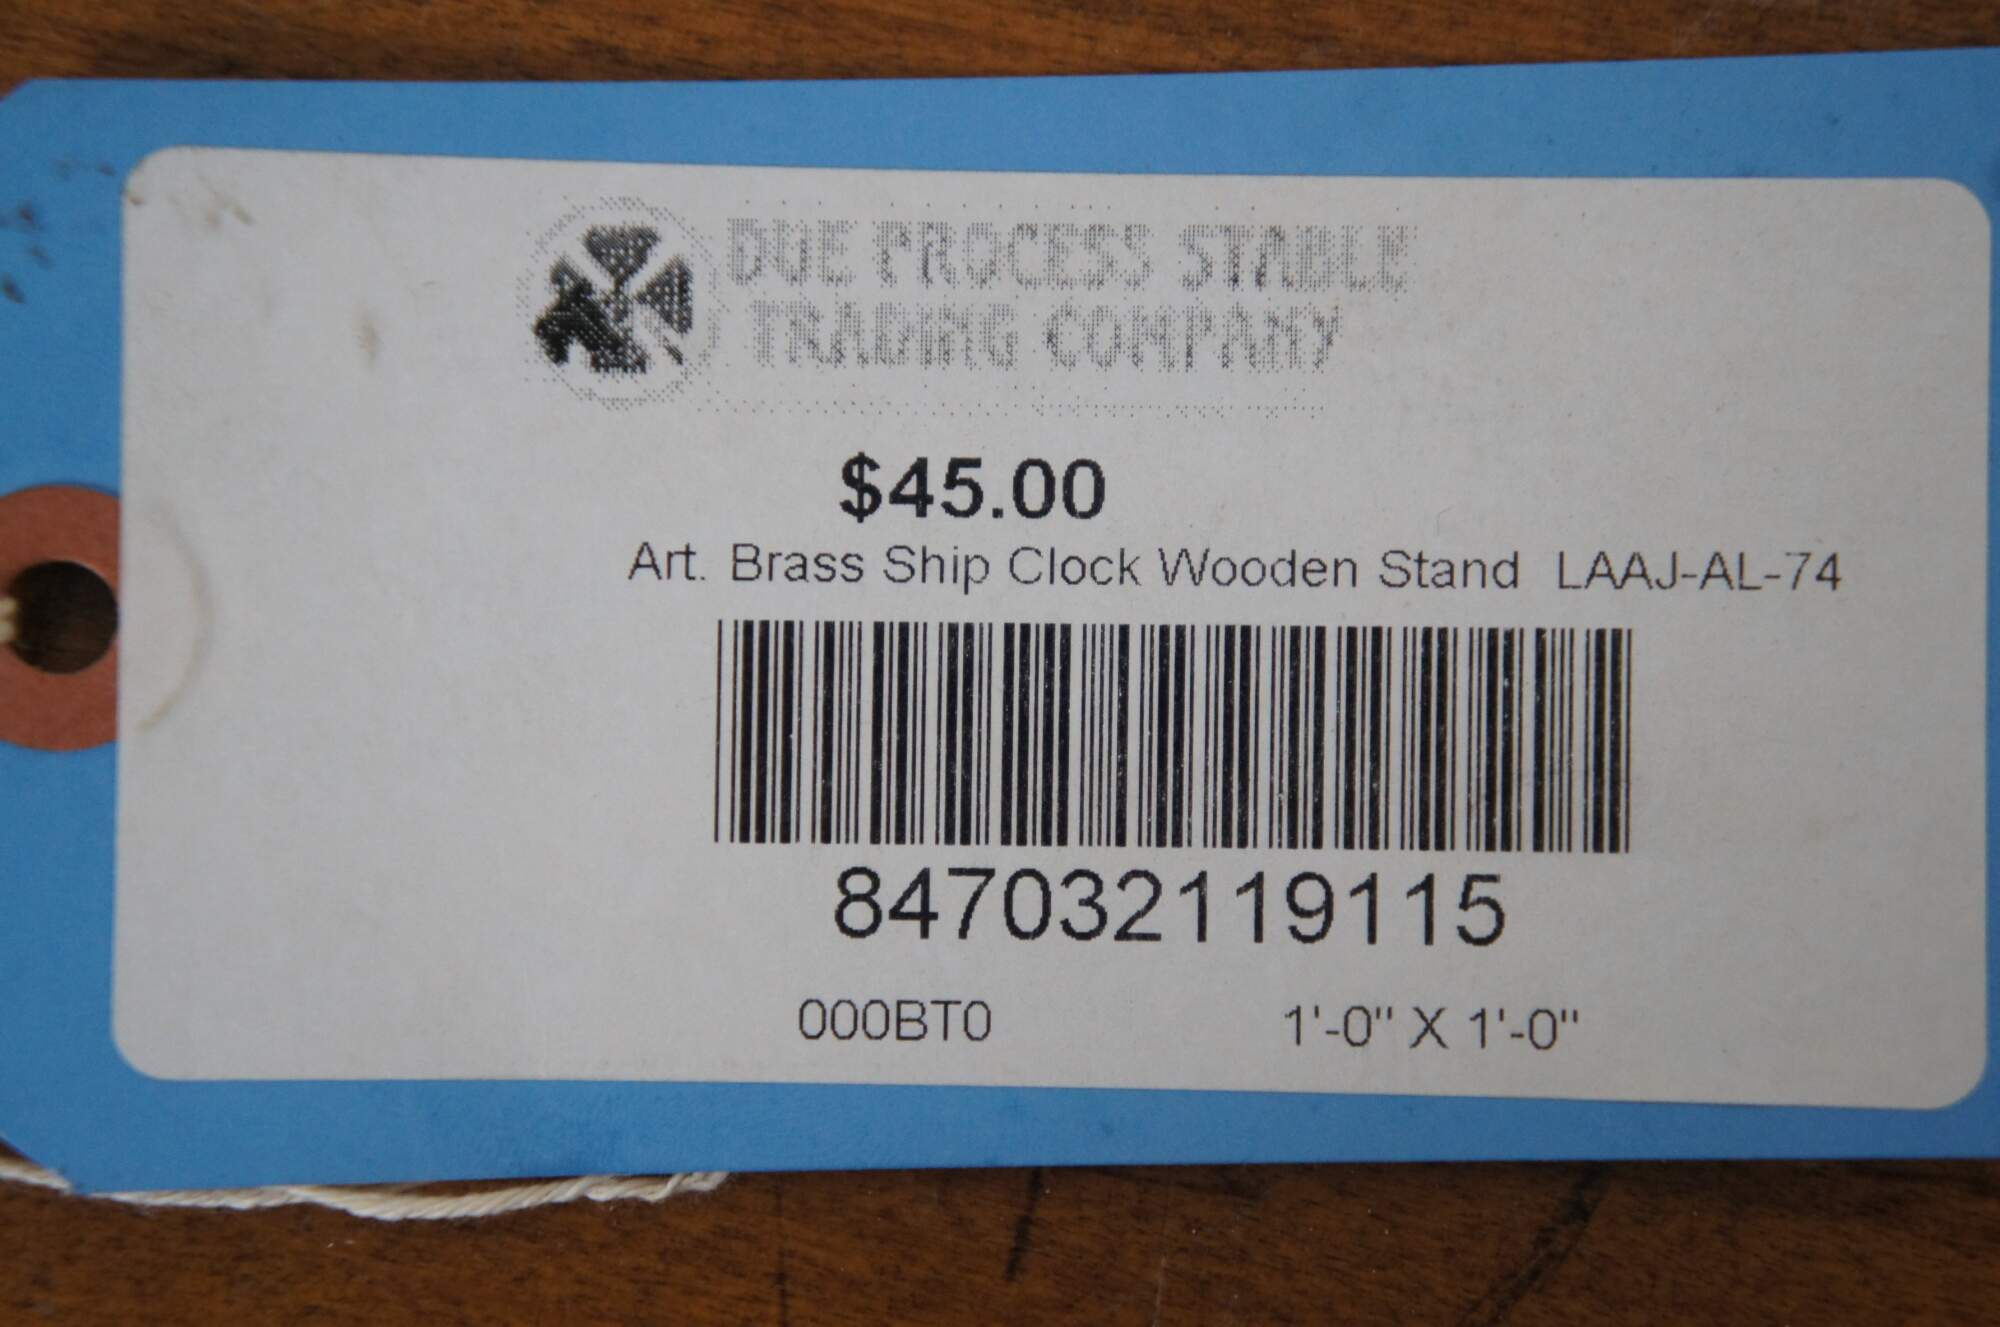 DUE PROCESS STABLE
TRADING COMPANY
$45.00
Art. Brass Ship Clock Wooden Stand LAAJ-AL-74
847032119115
000BT0
1'-0" X 1'-0"